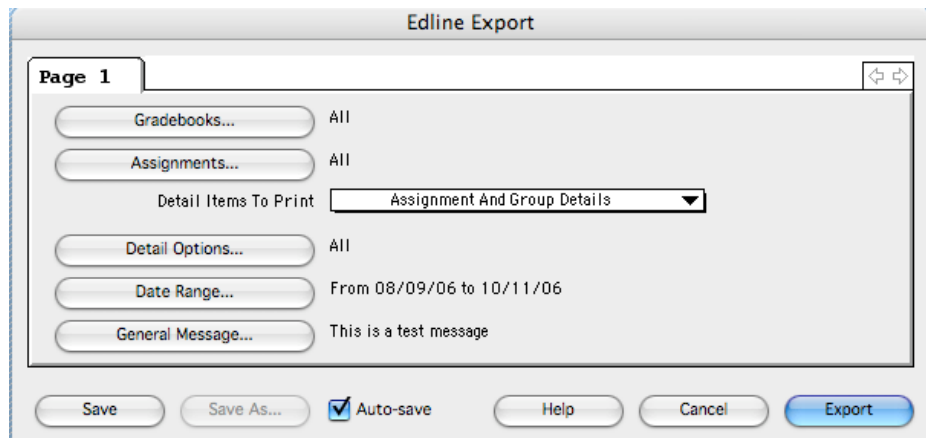 Edline Export
Page 1
Gradebooks... All
Assignments... All
Detail Items To Print Assignment And Group Details
Detail Options... All
Date Range... From 08/09/06 to 10/11/06
General Message... This is a test message
Save Save As... Auto-save Help Cancel Export